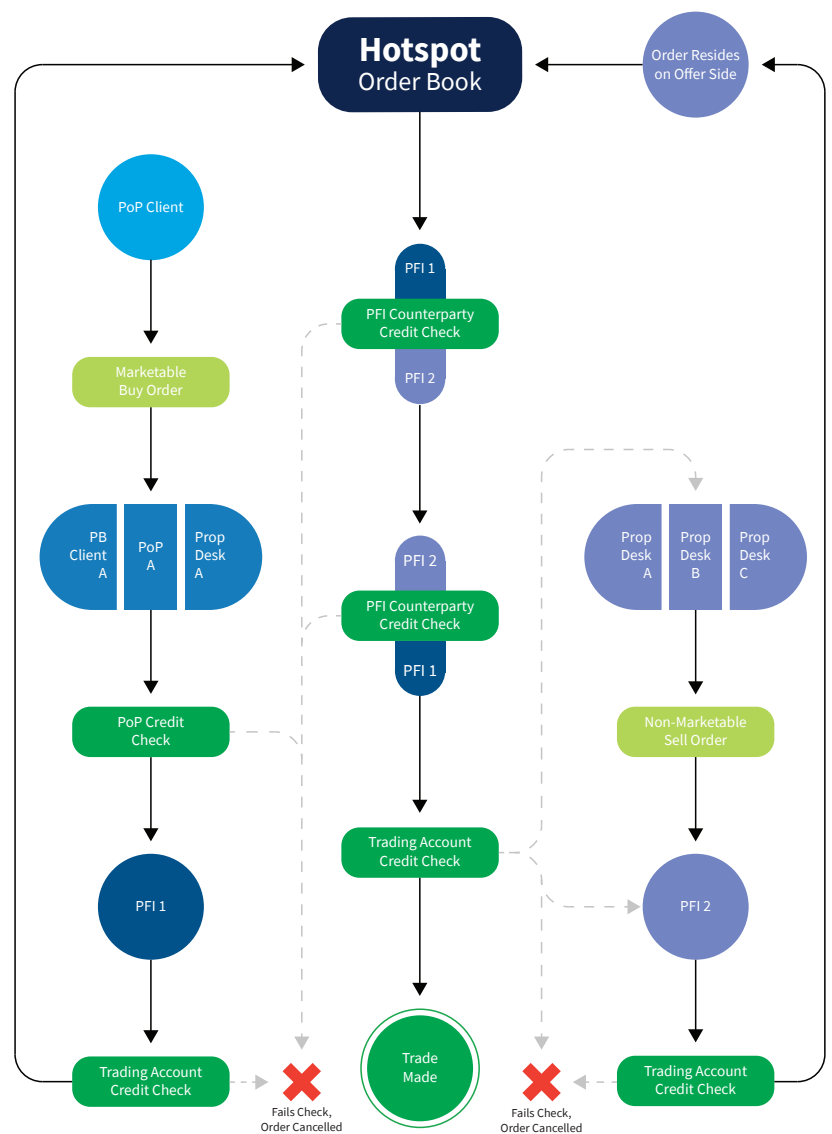 Hotspot
Order Book
Order Resides
on Offer Side
PoP Client
Marketable
Buy Order
PB
Client
A
PoP
A
Prop
Desk
A
PoP Credit
Check
PFI 1
Trading Account
Credit Check
Fails Check,
Order Cancelled
PFI 1
PFI Counterparty
Credit Check
PFI 2
PFI 2
PFI Counterparty
Credit Check
PFI 1
Trading Account
Credit Check
Trade
Made
Prop
Desk
A
Prop
Desk
B
Prop
Desk
C
Non-Marketable
Sell Order
PFI 2
Trading Account
Credit Check
Fails Check,
Order Cancelled